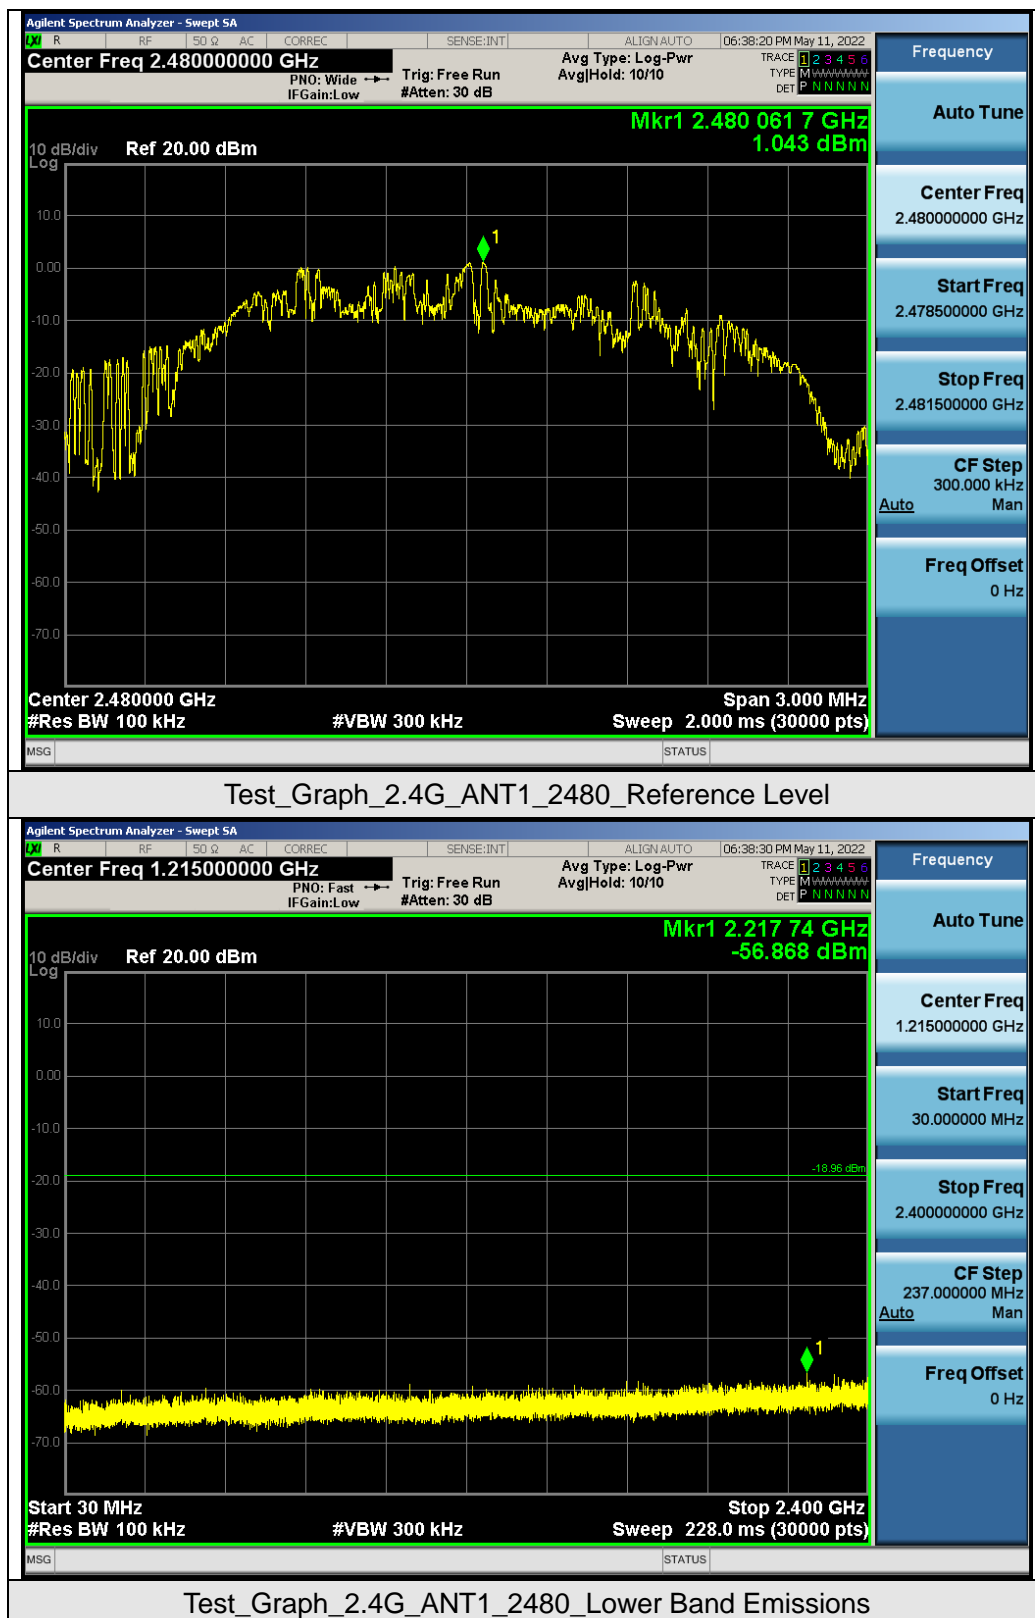 Agilent Spectrum Analyzer - Swept SA
LXI R RF 50 Ω AC CORREC SENSE:INT ALIGN AUTO 06:38:20 PM May 11, 2022
Center Freq 2.480000000 GHz
PNO: Wide
IFGain:Low
Trig: Free Run
#Atten: 30 dB
Avg Type: Log-Pwr
Avg|Hold: 10/10
TRACE 1 2 3 4 5 6
TYPE M
DET P N N N N N
Mkr1 2.480 061 7 GHz
1.043 dBm
10 dB/div
Log
Ref 20.00 dBm
10.0
0.00
-10.0
-20.0
-30.0
-40.0
-50.0
-60.0
-70.0
1
Center 2.480000 GHz
Span 3.000 MHz
#Res BW 100 kHz
#VBW 300 kHz
Sweep 2.000 ms (30000 pts)
MSG
STATUS
Frequency
Auto Tune
Center Freq
2.480000000 GHz
Start Freq
2.478500000 GHz
Stop Freq
2.481500000 GHz
CF Step
300.000 kHz
Auto Man
Freq Offset
0 Hz
Test_Graph_2.4G_ANT1_2480_Reference Level
Agilent Spectrum Analyzer - Swept SA
LXI R RF 50 Ω AC CORREC SENSE:INT ALIGN AUTO 06:38:30 PM May 11, 2022
Center Freq 1.215000000 GHz
PNO: Fast
IFGain:Low
Trig: Free Run
#Atten: 30 dB
Avg Type: Log-Pwr
Avg|Hold: 10/10
TRACE 1 2 3 4 5 6
TYPE M
DET P N N N N N
Mkr1 2.217 74 GHz
-56.868 dBm
10 dB/div
Log
Ref 20.00 dBm
10.0
0.00
-10.0
-20.0
-30.0
-40.0
-50.0
-60.0
-70.0
-18.96 dBm
1
Start 30 MHz
Stop 2.400 GHz
#Res BW 100 kHz
#VBW 300 kHz
Sweep 228.0 ms (30000 pts)
MSG
STATUS
Frequency
Auto Tune
Center Freq
1.215000000 GHz
Start Freq
30.000000 MHz
Stop Freq
2.400000000 GHz
CF Step
237.000000 MHz
Auto Man
Freq Offset
0 Hz
Test_Graph_2.4G_ANT1_2480_Lower Band Emissions